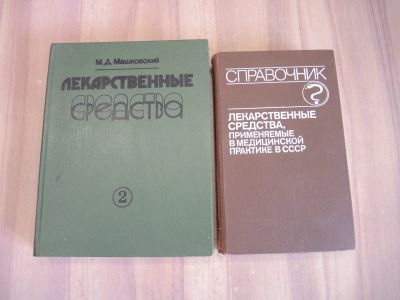 М. Д. Машковский
ЛЕКАРСТВЕННЫЕ
СРЕДСТВА
2
СПРАВОЧНИК
?
ЛЕКАРСТВЕННЫЕ
СРЕДСТВА,
ПРИМЕНЯЕМЫЕ
В МЕДИЦИНСКОЙ
ПРАКТИКЕ В СССР